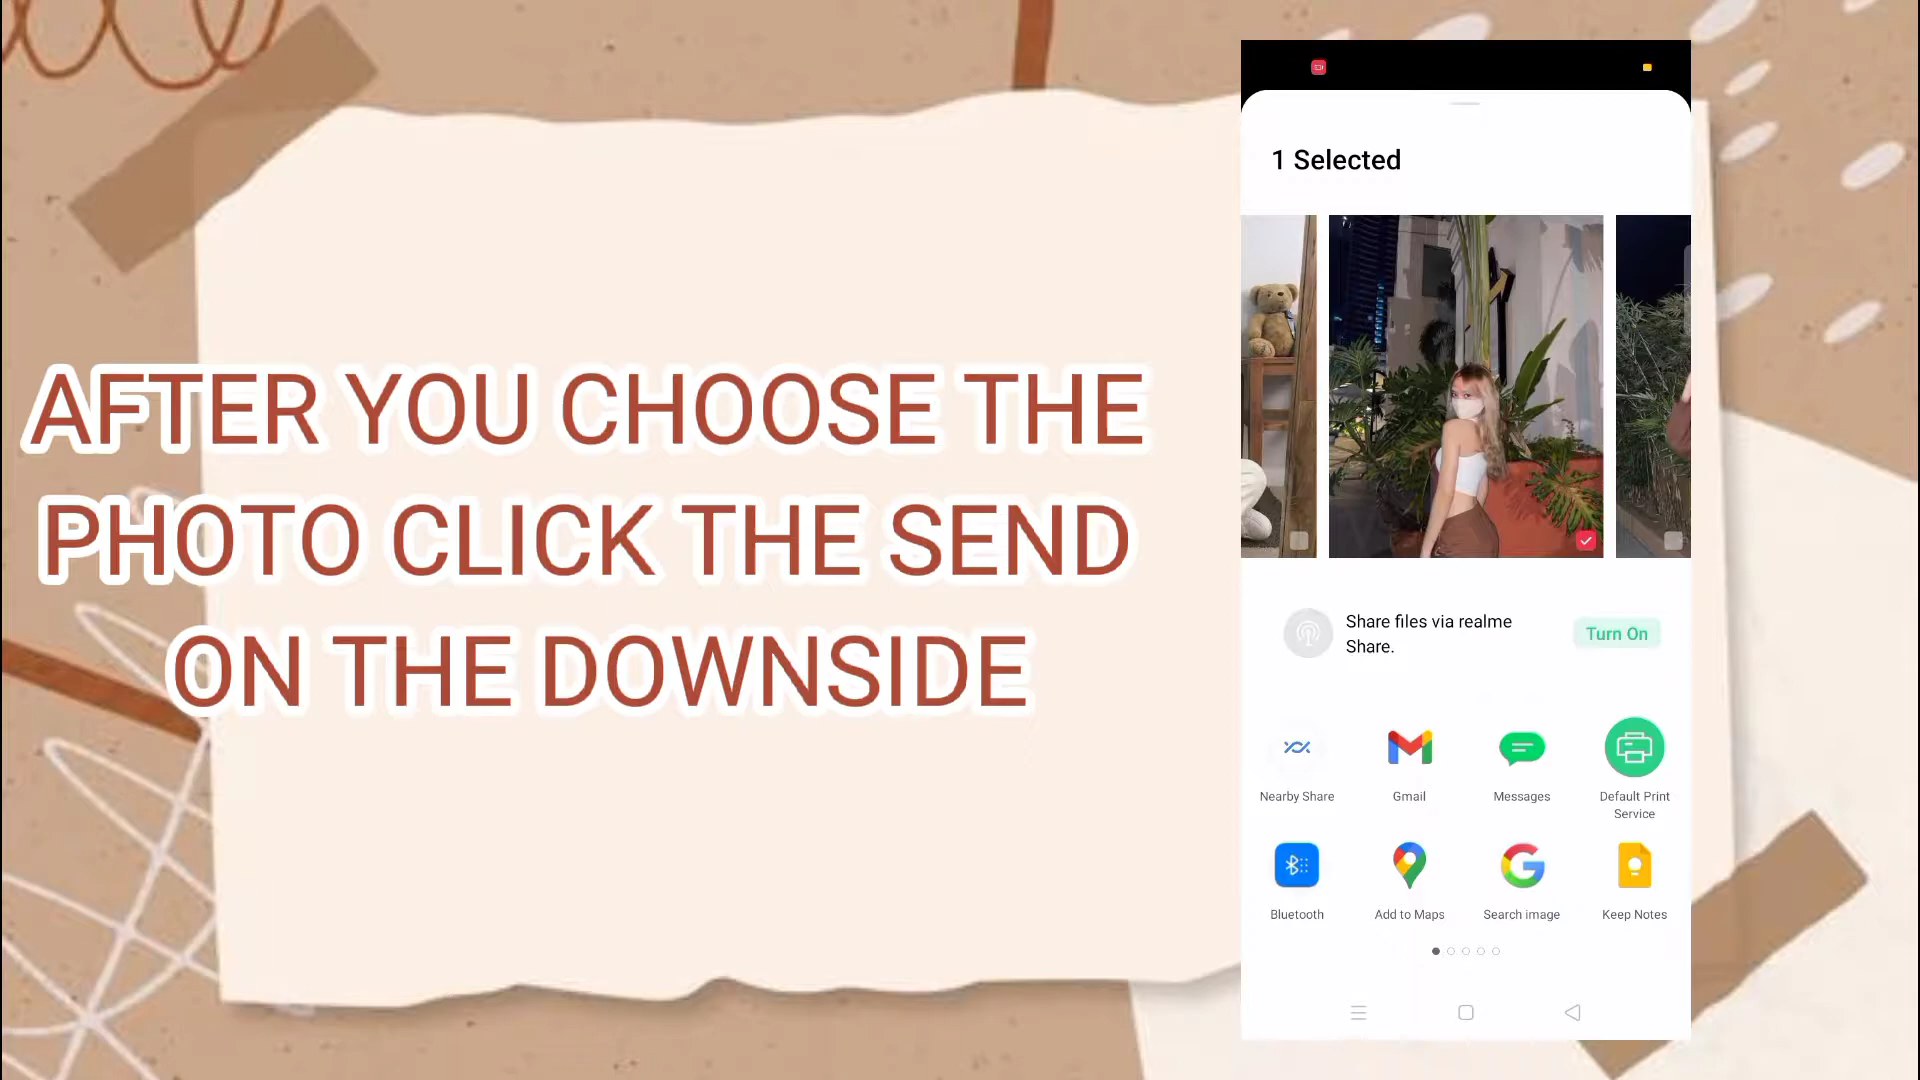 AFTER YOU CHOOSE THE
PHOTO CLICK THE SEND
ON THE DOWNSIDE
1 Selected
Share files via realme
Share.
Turn On
Nearby Share
Gmail
Messages
Default Print
Service
Bluetooth
Add to Maps
Search image
Keep Notes